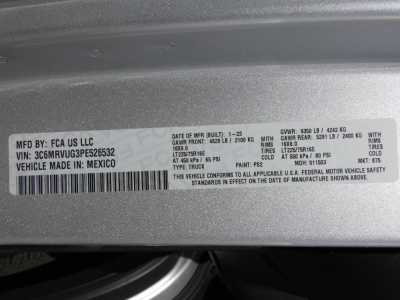 MFD BY: FCA US LLC
VIN: 3C6MRVUG3PE526532
VEHICLE MADE IN: MEXICO
DATE OF MFR (BUILT): 1-23
GAWR FRONT: 4629 LB / 2100 KG WITH
16X6.0 RIMS
LT225/75R16E TIRES
AT 450 kPa / 65 PSI COLD
TYPE: TRUCK PAINT: PS2
GVWR: 9350 LB / 4242 KG
GAWR REAR: 5291 LB / 2400 KG WITH
16X6.0 RIMS
LT225/75R16E TIRES
AT 550 kPa / 80 PSI COLD
MDH: 011503 MKT: 875
THIS VEHICLE CONFORMS TO ALL APPLICABLE U.S.A. FEDERAL MOTOR VEHICLE SAFETY STANDARDS
IN EFFECT ON THE DATE OF MANUFACTURE SHOWN ABOVE.